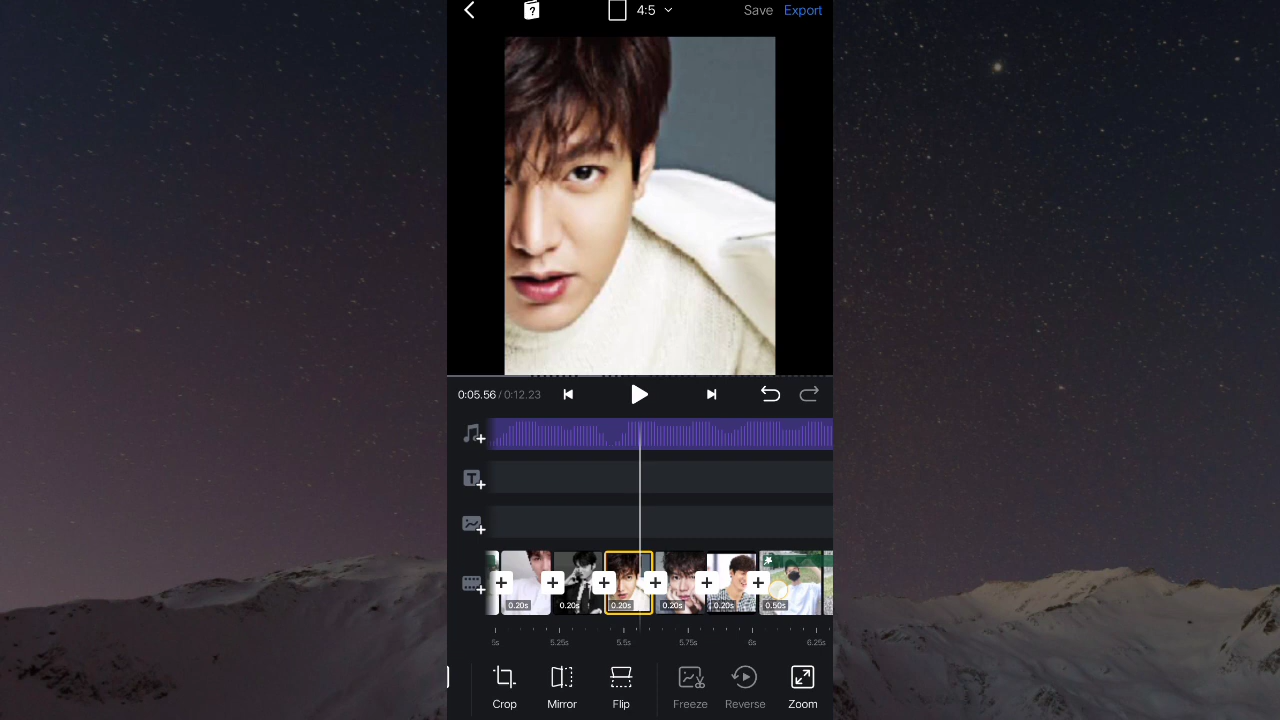 4:5
Save
Export
0:05.56 / 0:12.23
0.20s
0.20s
0.20s
0.20s
0.20s
0.50s
5s
5.25s
5.5s
5.75s
6s
6.25s
Crop
Mirror
Flip
Freeze
Reverse
Zoom